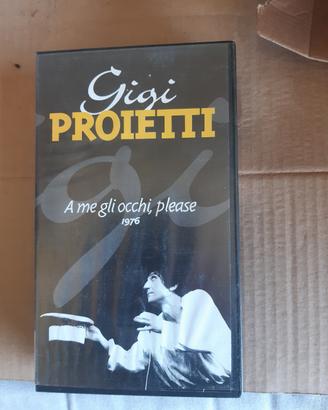 Gigi
PROIETTI
A me gli occhi, please
1976